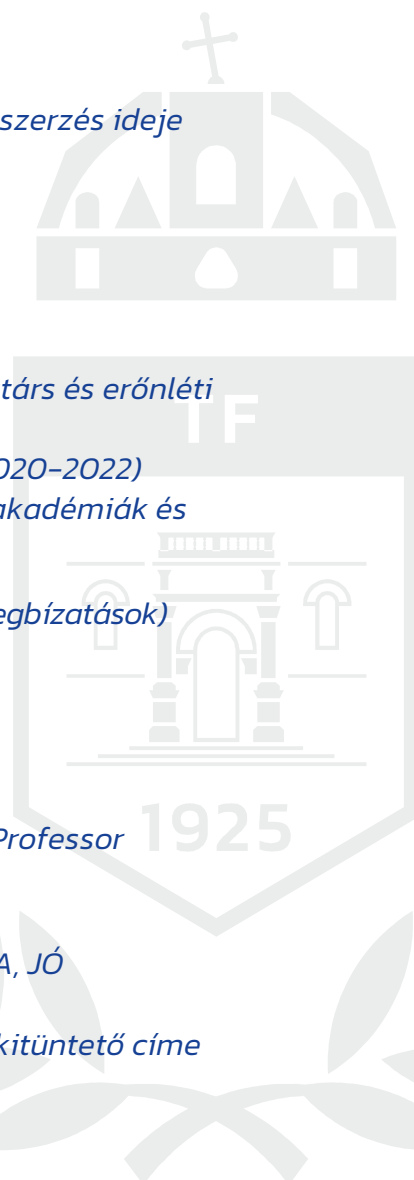 szerzés ideje
társ és erőnléti
TF
020–2022)
akadémiák és
egbízatások)
1925
Professor
A, JÓ
kitüntető címe